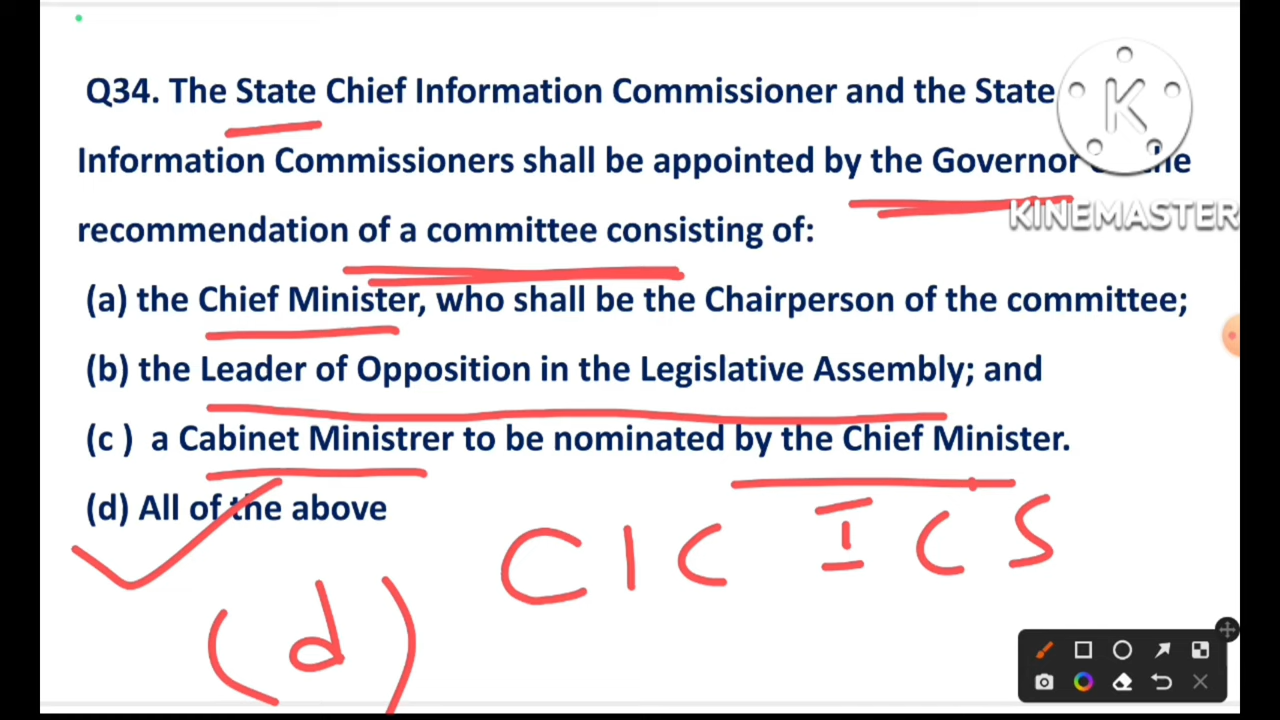 Q34. The State Chief Information Commissioner and the State
Information Commissioners shall be appointed by the Governor he
recommendation of a committee consisting of:
(a) the Chief Minister, who shall be the Chairperson of the committee;
(b) the Leader of Opposition in the Legislative Assembly; and
(c ) a Cabinet Ministrer to be nominated by the Chief Minister.
(d) All of the above
CIC ICS
(d)
K
KINEMASTER